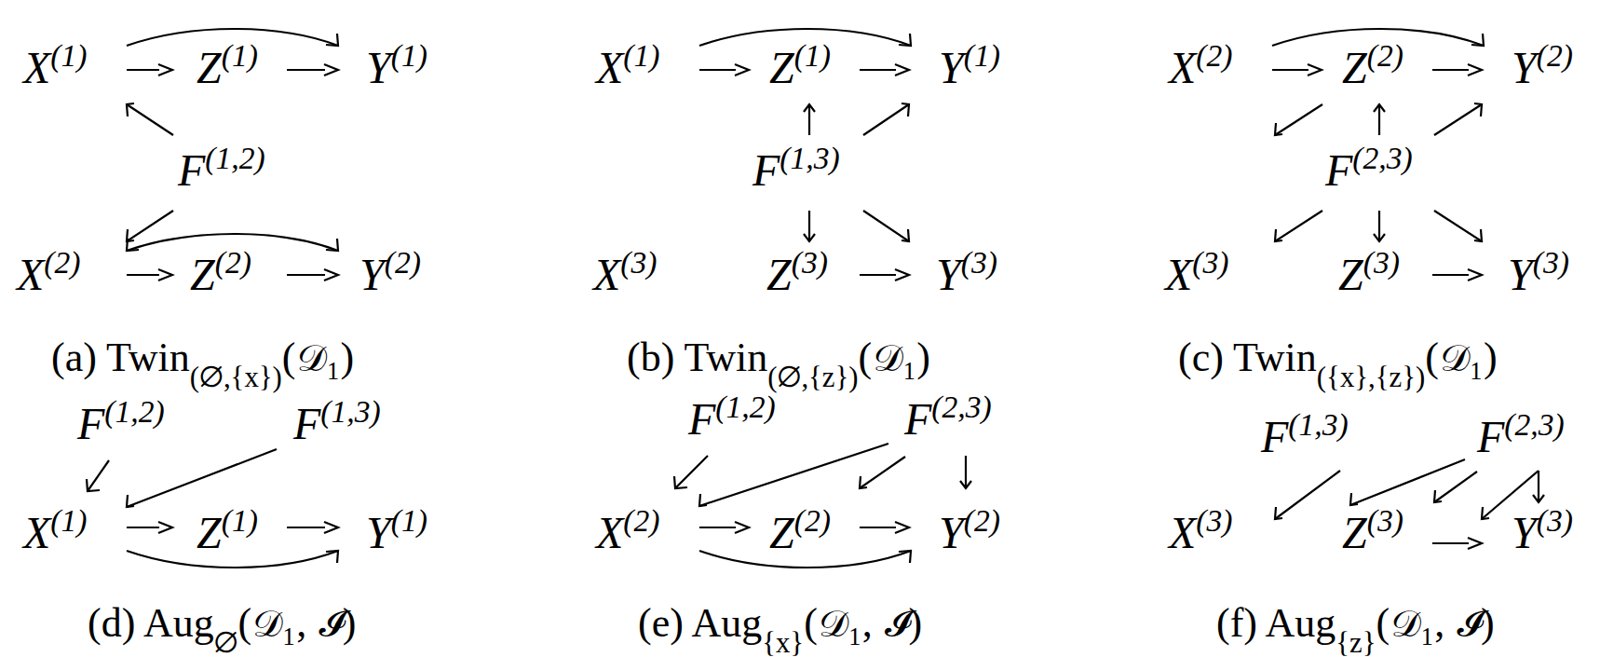 X(1) Z(1) Y(1) X(1) Z(1) Y(1) X(2) Z(2) Y(2)
F(1,2) F(1,3) F(2,3)
X(2) Z(2) Y(2) X(3) Z(3) Y(3) X(3) Z(3) Y(3)
(a) Twin(∅,{x})(𝒟1) (b) Twin(∅,{z})(𝒟1) (c) Twin({x},{z})(𝒟1)
F(1,2) F(1,3) F(1,2) F(2,3) F(1,3) F(2,3)
X(1) Z(1) Y(1) X(2) Z(2) Y(2) X(3) Z(3) Y(3)
(d) Aug∅(𝒟1, 𝓘) (e) Aug{x}(𝒟1, 𝓘) (f) Aug{z}(𝒟1, 𝓘)